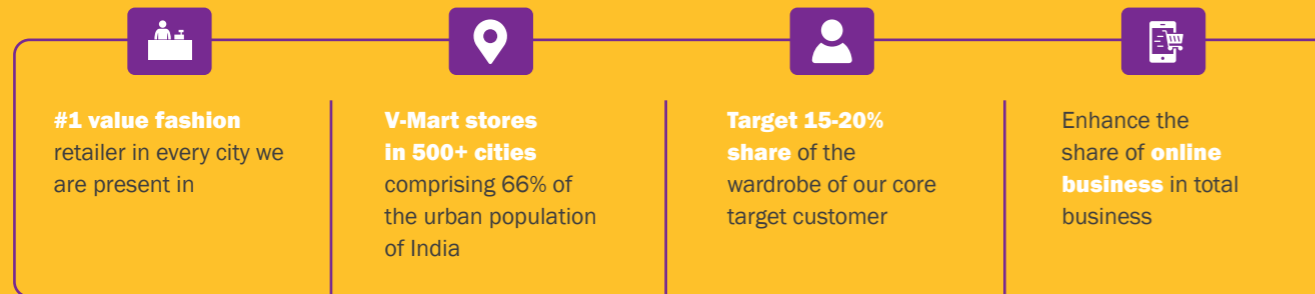 #1 value fashion
retailer in every city we
are present in
V-Mart stores
in 500+ cities
comprising 66% of
the urban population
of India
Target 15-20%
share of the
wardrobe of our core
target customer
Enhance the
share of online
business in total
business